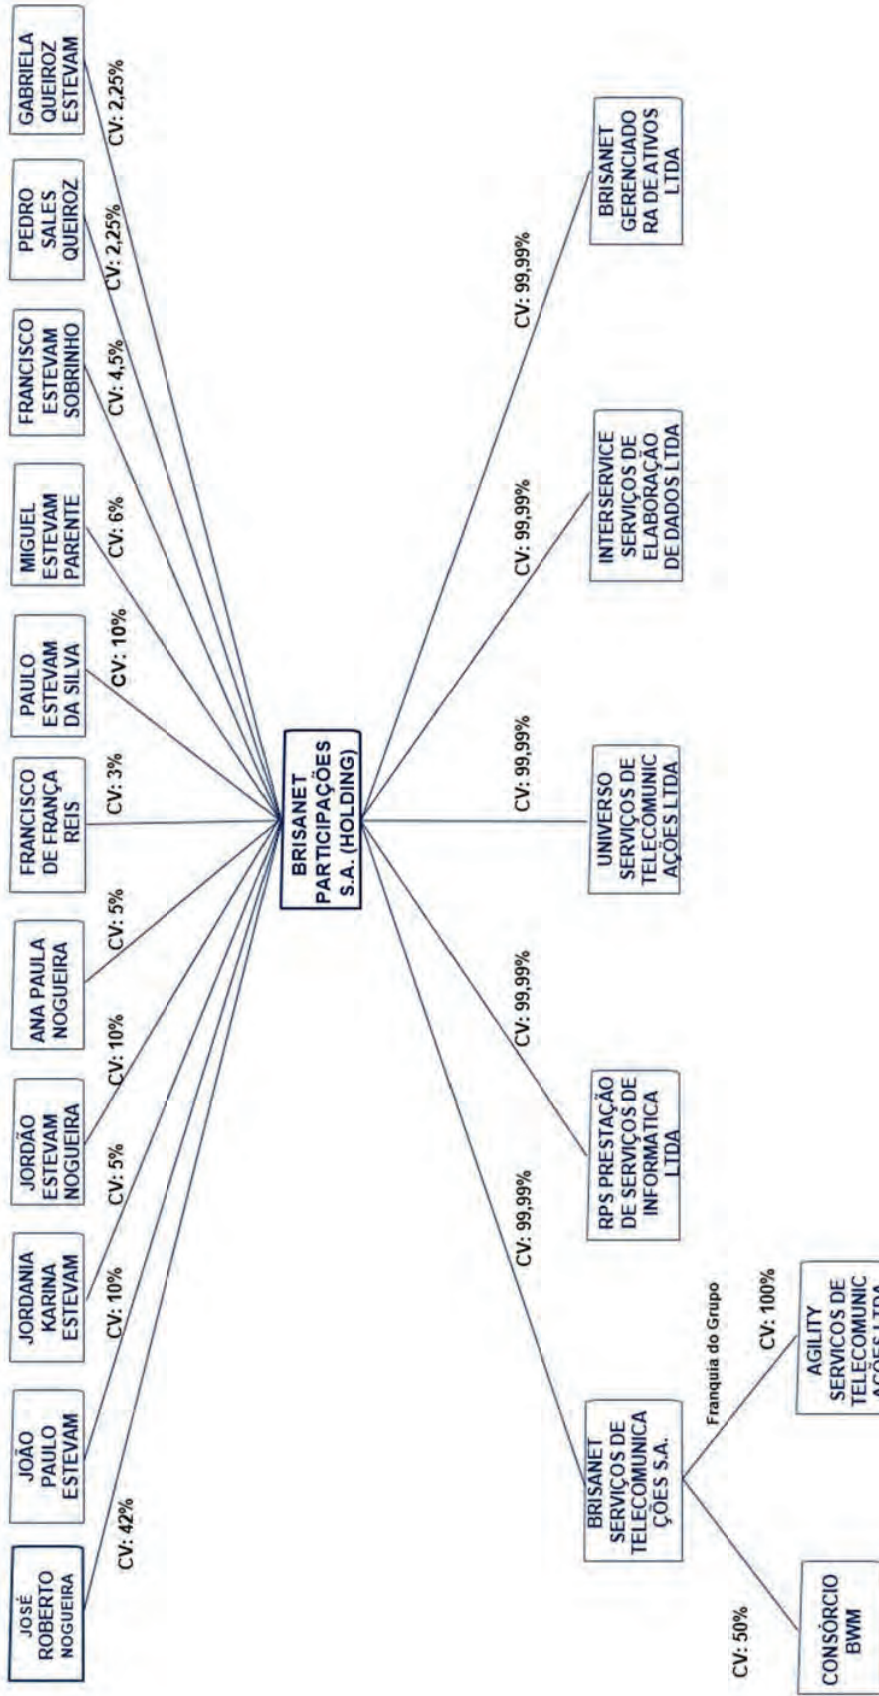 JOSÉ
ROBERTO
NOGUEIRA
JOÃO
PAULO
ESTEVAM
JORDANIA
KARINA
ESTEVAM
JORDÃO
ESTEVAM
NOGUEIRA
ANA PAULA
NOGUEIRA
FRANCISCO
DE FRANÇA
REIS
PAULO
ESTEVAM
DA SILVA
MIGUEL
ESTEVAM
PARENTE
FRANCISCO
ESTEVAM
SOBRINHO
PEDRO
SALES
QUEIROZ
GABRIELA
QUEIROZ
ESTEVAM
CV: 42%
CV: 10%
CV: 5%
CV: 10%
CV: 5%
CV: 3%
CV: 10%
CV: 6%
CV: 4,5%
CV: 2,25%
CV: 2,25%
BRISANET
PARTICIPAÇÕES
S.A. (HOLDING)
CV: 99,99%
CV: 99,99%
CV: 99,99%
CV: 99,99%
CV: 99,99%
BRISANET
SERVIÇOS DE
TELECOMUNICA
ÇÕES S.A.
RPS PRESTAÇÃO
DE SERVIÇOS DE
INFORMATICA
LTDA
UNIVERSO
SERVIÇOS DE
TELECOMUNIC
AÇÕES LTDA
INTERSERVICE
SERVIÇOS DE
ELABORAÇÃO
DE DADOS LTDA
BRISANET
GERENCIADO
RA DE ATIVOS
LTDA
Franquia do Grupo
CV: 50%
CV: 100%
CONSÓRCIO
BWM
AGILITY
SERVICOS DE
TELECOMUNIC
AÇÕES LTDA